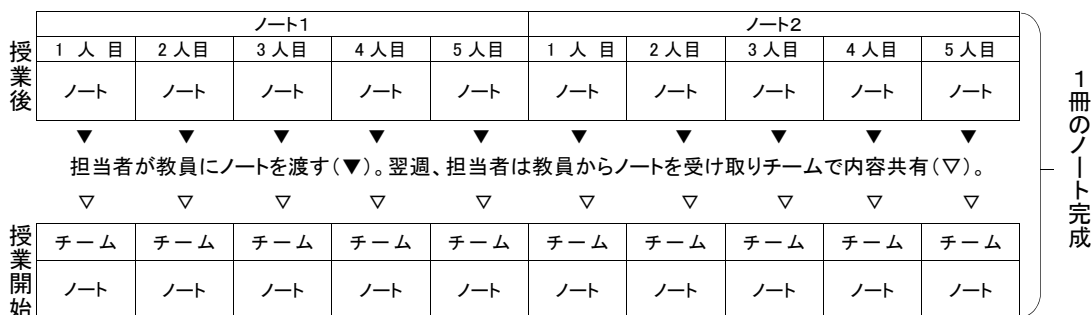 ノート1 ノート2
1 人 目 2 人目 3 人目 4 人目 5 人目 1 人 目 2 人目 3 人目 4 人目 5 人目
授業後
ノート ノート ノート ノート ノート ノート ノート ノート ノート ノート
▼ ▼ ▼ ▼ ▼ ▼ ▼ ▼ ▼ ▼
担当者が教員にノートを渡す(▼)。翌週、担当者は教員からノートを受け取りチームで内容共有(▽)。
▽ ▽ ▽ ▽ ▽ ▽ ▽ ▽ ▽ ▽
授業開始
チーム チーム チーム チーム チーム チーム チーム チーム チーム チーム
ノート ノート ノート ノート ノート ノート ノート ノート ノート ノート
1冊のノート完成